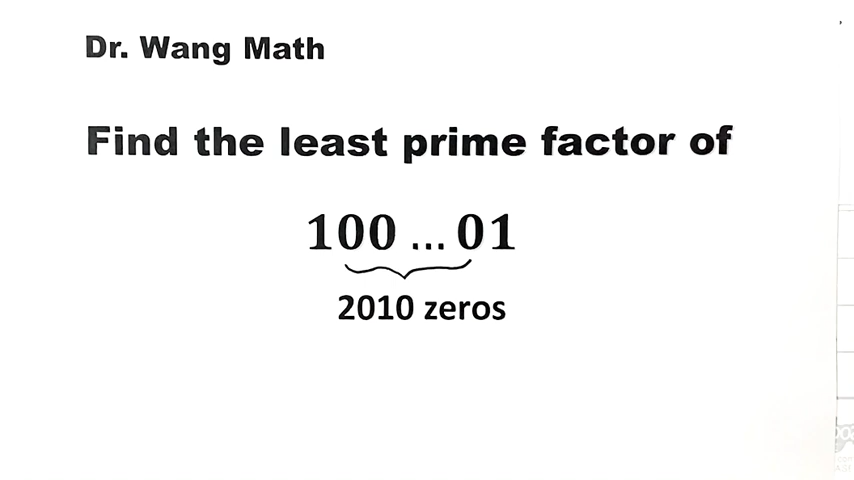 Dr. Wang Math
Find the least prime factor of
100 ... 01
2010 zeros